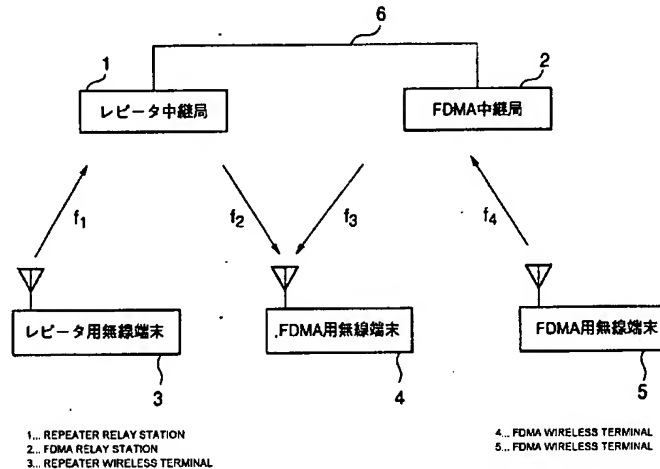 6
1
2
レピータ中継局
FDMA中継局
f1
f2
f3
f4
レピータ用無線端末
FDMA用無線端末
FDMA用無線端末
3
4
5
1... REPEATER RELAY STATION
2... FDMA RELAY STATION
3... REPEATER WIRELESS TERMINAL
4... FDMA WIRELESS TERMINAL
5... FDMA WIRELESS TERMINAL